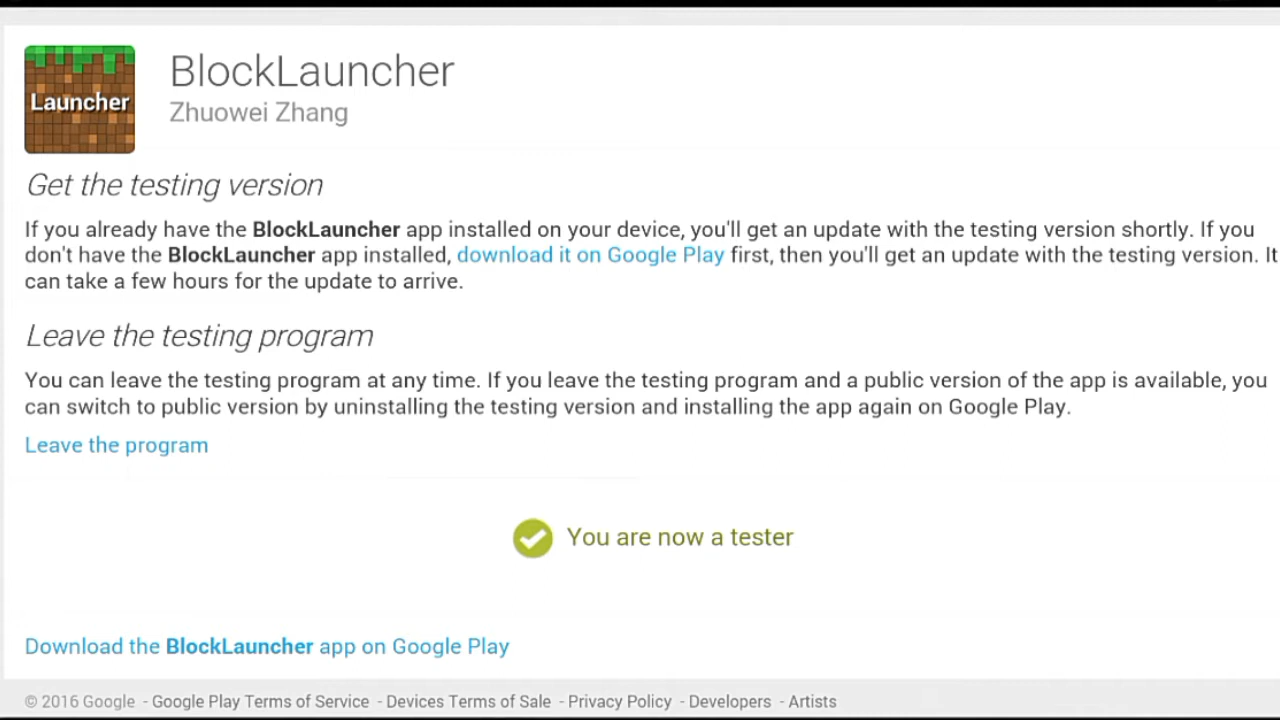 Launcher
BlockLauncher
Zhuowei Zhang
Get the testing version
If you already have the BlockLauncher app installed on your device, you'll get an update with the testing version shortly. If you
don't have the BlockLauncher app installed, download it on Google Play first, then you'll get an update with the testing version. It
can take a few hours for the update to arrive.
Leave the testing program
You can leave the testing program at any time. If you leave the testing program and a public version of the app is available, you
can switch to public version by uninstalling the testing version and installing the app again on Google Play.
Leave the program
You are now a tester
Download the BlockLauncher app on Google Play
© 2016 Google - Google Play Terms of Service - Devices Terms of Sale - Privacy Policy - Developers - Artists